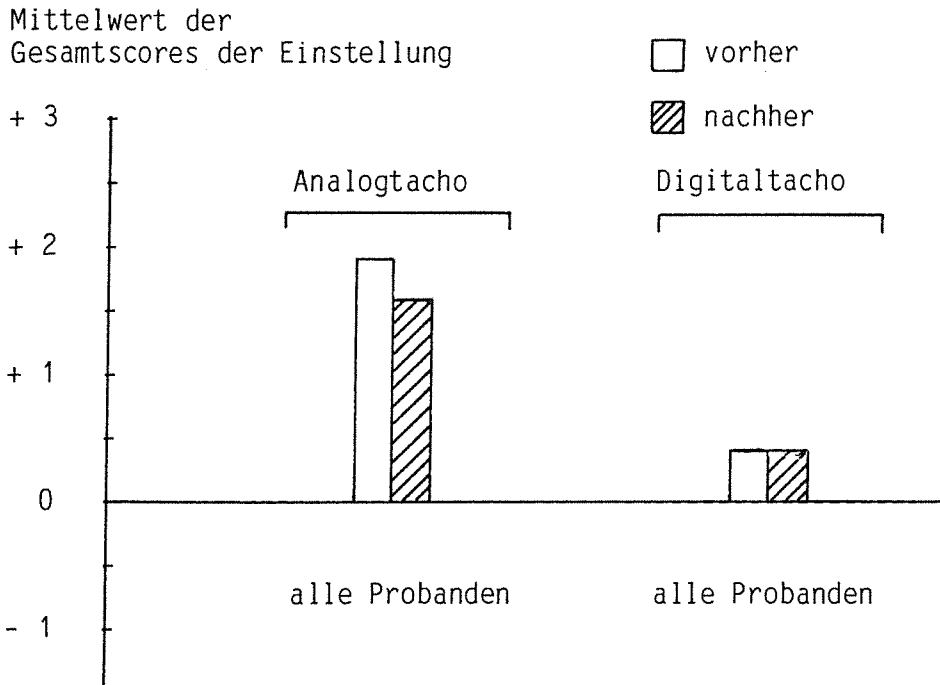 Mittelwert der
Gesamtscores der Einstellung
vorher
nachher
+ 3
Analogtacho
Digitaltacho
+ 2
+ 1
0
alle Probanden
alle Probanden
- 1